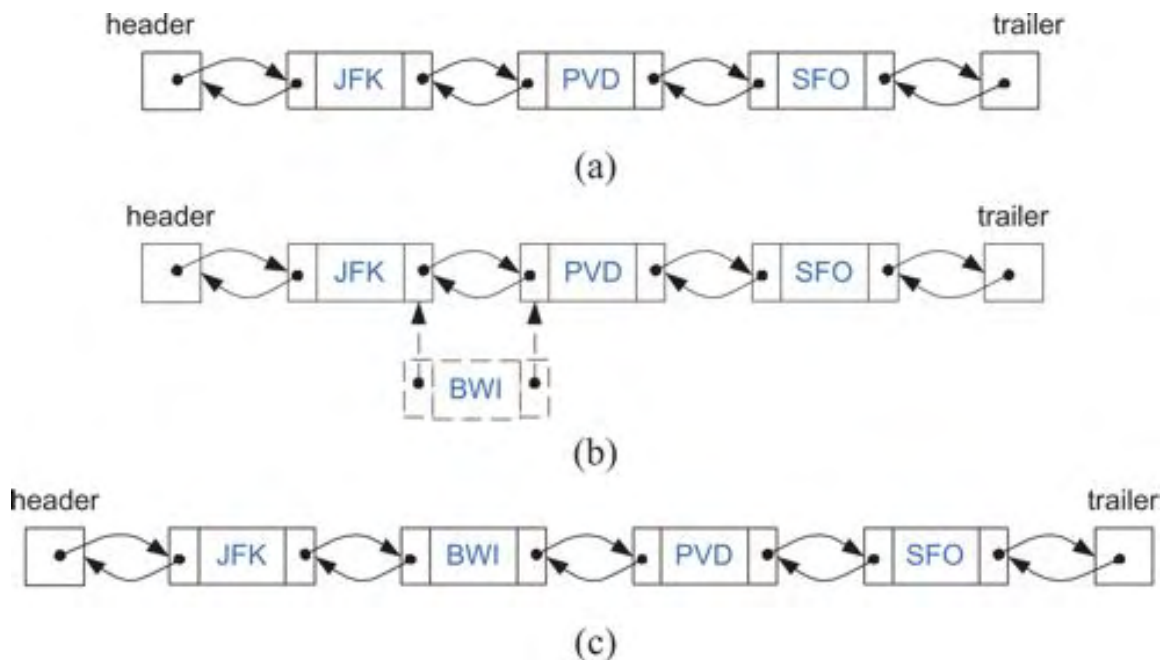 header trailer
JFK PVD SFO
(a)
header trailer
JFK PVD SFO
BWI
(b)
header trailer
JFK BWI PVD SFO
(c)